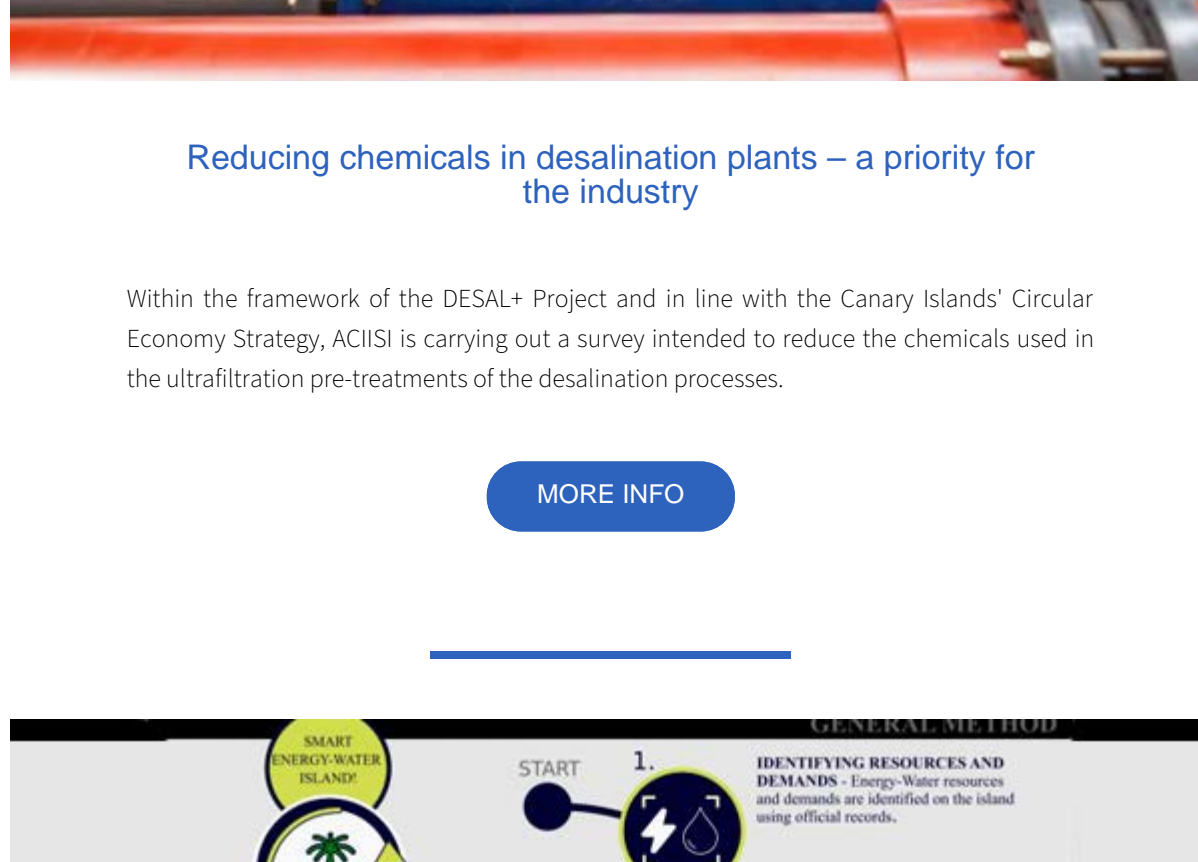 Reducing chemicals in desalination plants – a priority for
the industry
Within the framework of the DESAL+ Project and in line with the Canary Islands' Circular
Economy Strategy, ACIISI is carrying out a survey intended to reduce the chemicals used in
the ultrafiltration pre-treatments of the desalination processes.
MORE INFO
GENERAL METHOD
SMART
ENERGY-WATER
ISLAND!
START
1.
IDENTIFYING RESOURCES AND
DEMANDS - Energy-Water resources
and demands are identified on the island
using official records.